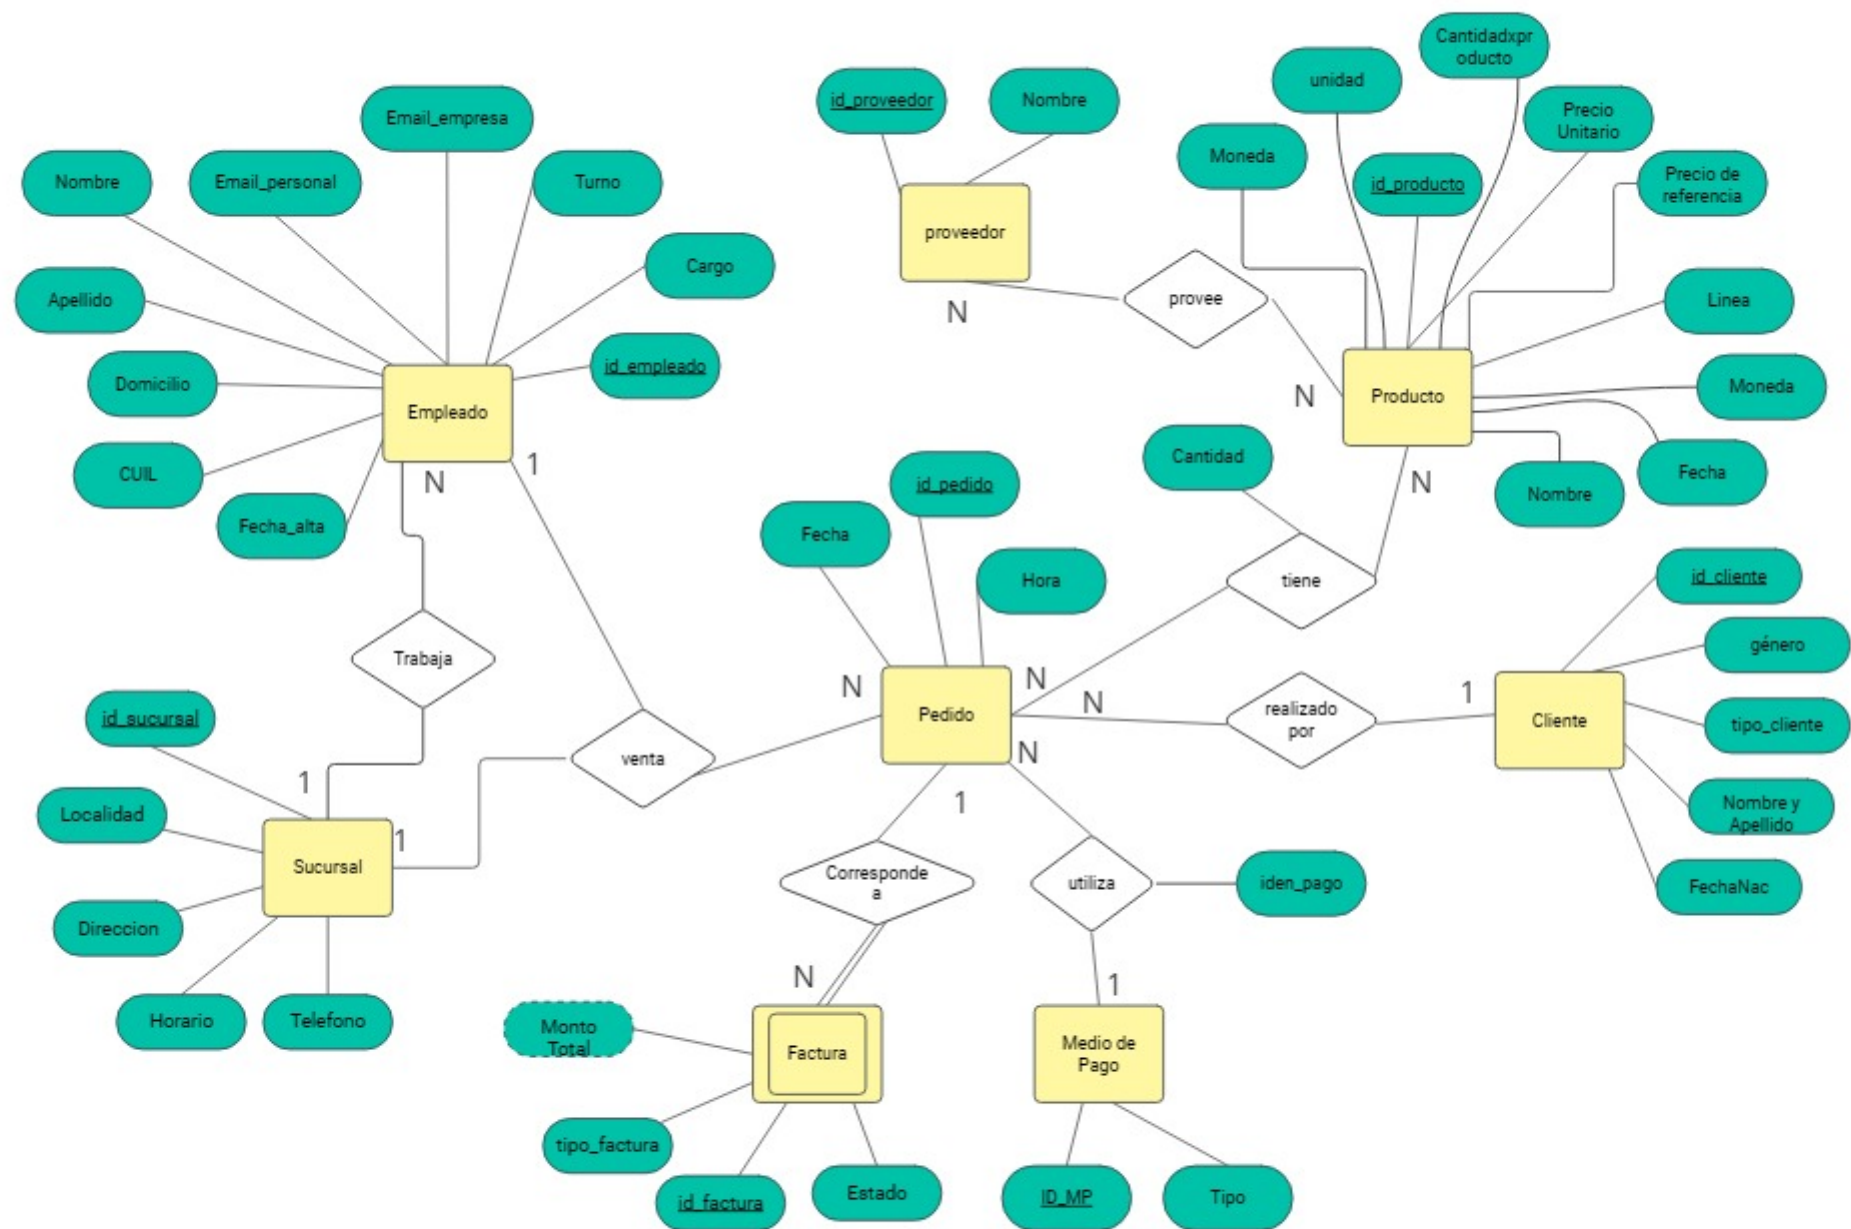 Cantidadxpr
oducto
unidad
id_proveedor
Nombre
Email_empresa
Precio
Unitario
Moneda
Nombre
Email_personal
Turno
id_producto
Precio de
referencia
proveedor
Cargo
Apellido
provee
Linea
N
id_empleado
Domicilio
Empleado
N
Producto
Moneda
CUIL
N
1
Cantidad
Fecha
id_pedido
N
Nombre
Fecha_alta
Fecha
Hora
tiene
id_cliente
género
Trabaja
N
N
N
1
id_sucursal
Pedido
realizado
por
Cliente
tipo_cliente
venta
N
1
1
Localidad
Nombre y
Apellido
1
Sucursal
Corresponde
a
utiliza
iden_pago
FechaNac
Direccion
N
1
Horario
Telefono
Monto
Total
Factura
Medio de
Pago
tipo_factura
id_factura
Estado
ID_MP
Tipo